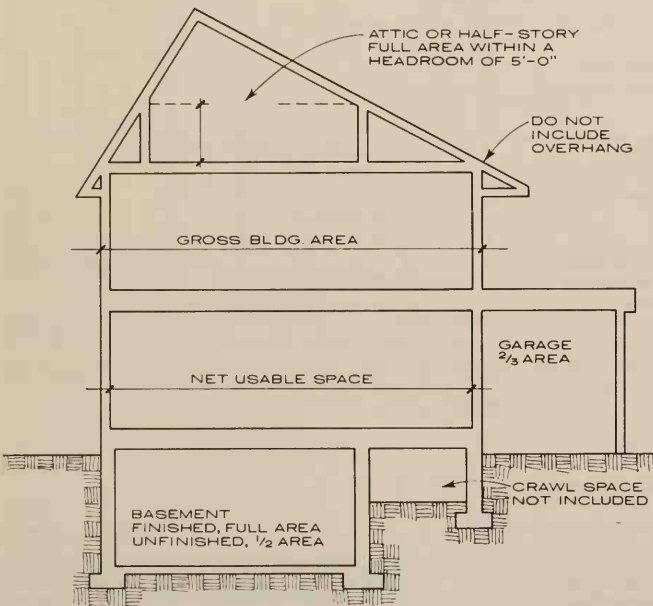 ATTIC OR HALF-STORY
FULL AREA WITHIN A
HEADROOM OF 5'-0"
DO NOT
INCLUDE
OVERHANG
GROSS BLDG. AREA
GARAGE
2/3 AREA
NET USABLE SPACE
CRAWL SPACE
NOT INCLUDED
BASEMENT
FINISHED, FULL AREA
UNFINISHED, 1/2 AREA